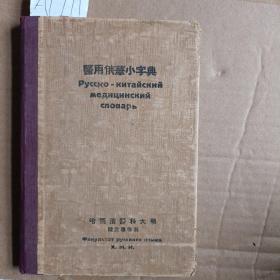 醫用俄華小字典
Русско-китайский
медицинский
словарь
哈爾濱醫科大學
Факультет русского языка
Х. М. И.